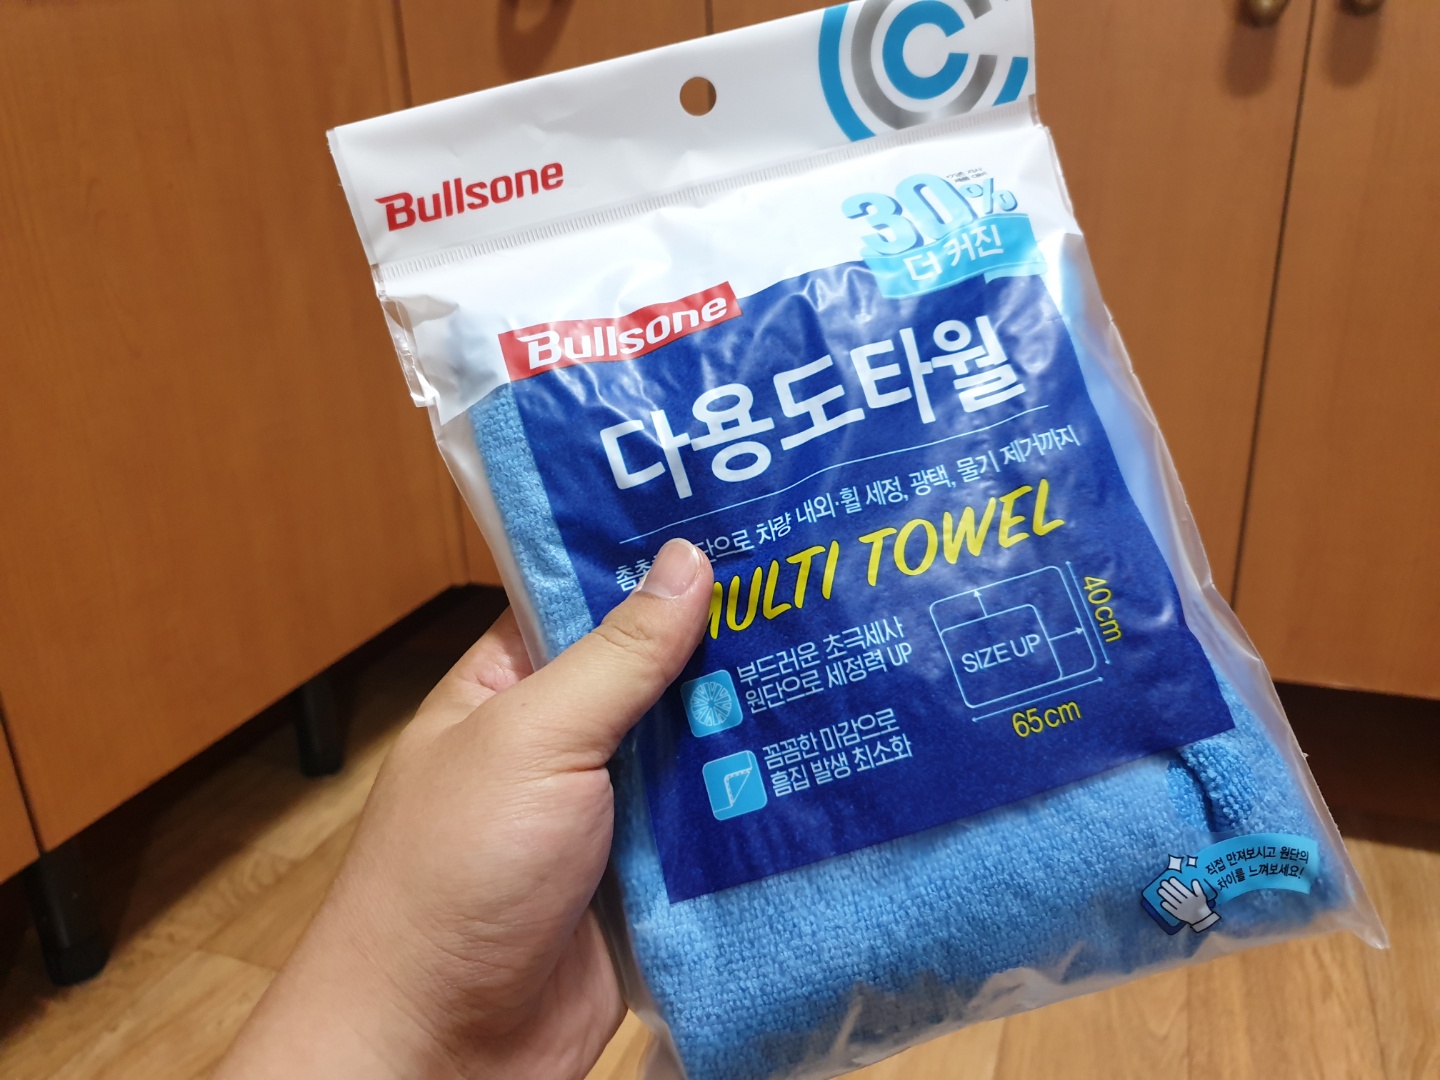 Bullsone
30%
더 커진
Bullsone
다용도타월
차량 내외·휠 세정, 광택, 물기 제거까지
MULTI TOWEL
부드러운 초극세사
원단으로 세정력 UP
꼼꼼한 마감으로
흠집 발생 최소화
SIZE UP
40cm
65cm
직접 만져보시고 원단의
차이를 느껴보세요!